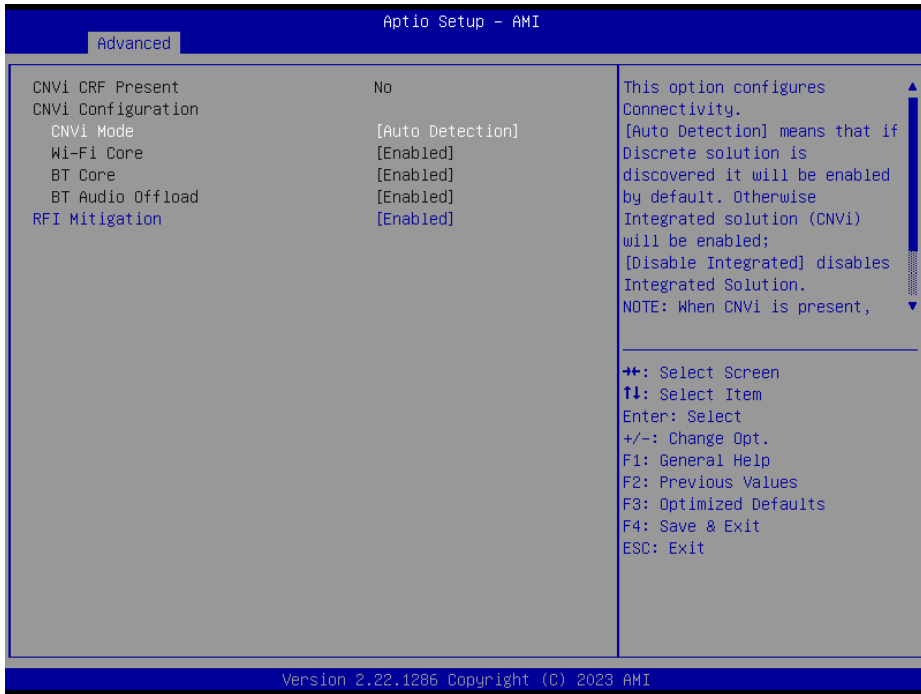 Aptio Setup – AMI
Advanced
CNVi CRF Present No
CNVi Configuration
CNVi Mode [Auto Detection]
Wi-Fi Core [Enabled]
BT Core [Enabled]
BT Audio Offload [Enabled]
RFI Mitigation [Enabled]
This option configures
Connectivity.
[Auto Detection] means that if
Discrete solution is
discovered it will be enabled
by default. Otherwise
Integrated solution (CNVi)
will be enabled;
[Disable Integrated] disables
Integrated Solution.
NOTE: When CNVi is present,
→←: Select Screen
↑↓: Select Item
Enter: Select
+/-: Change Opt.
F1: General Help
F2: Previous Values
F3: Optimized Defaults
F4: Save & Exit
ESC: Exit
Version 2.22.1286 Copyright (C) 2023 AMI